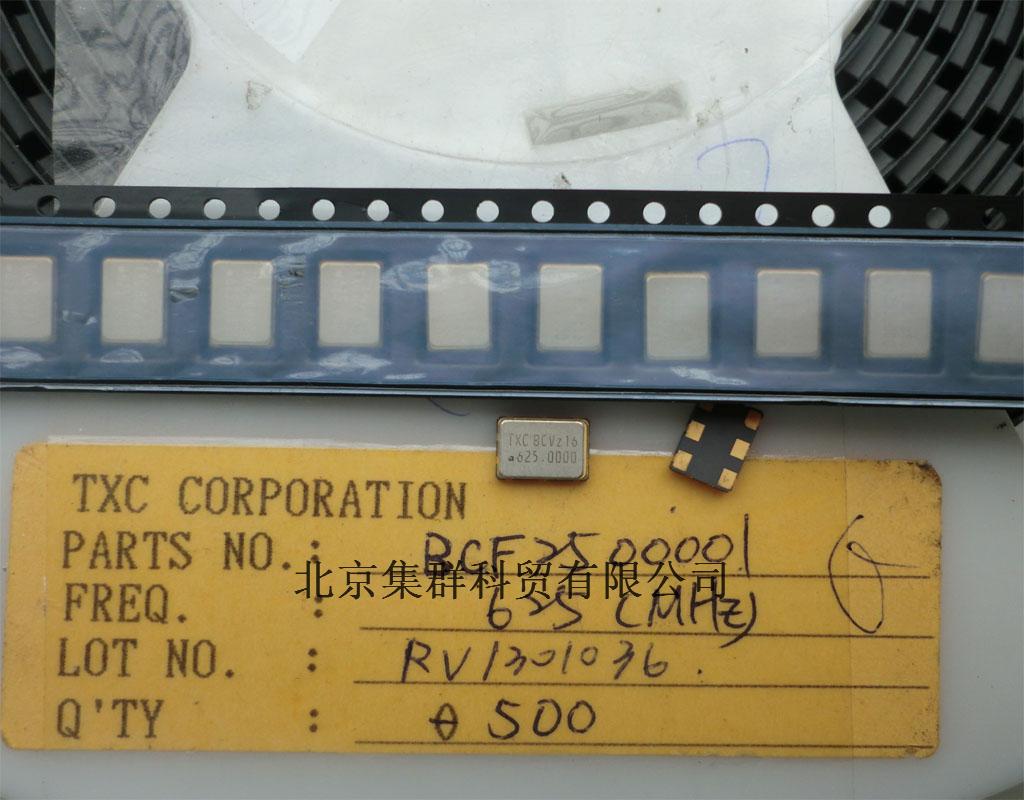 TXC BCVz16
a625.0000
TXC CORPORATION
PARTS NO.: BCF2500001
北京集群科贸有限公司
FREQ. : 625 (MHz)
LOT NO. : RV1301036.
Q'TY : 500